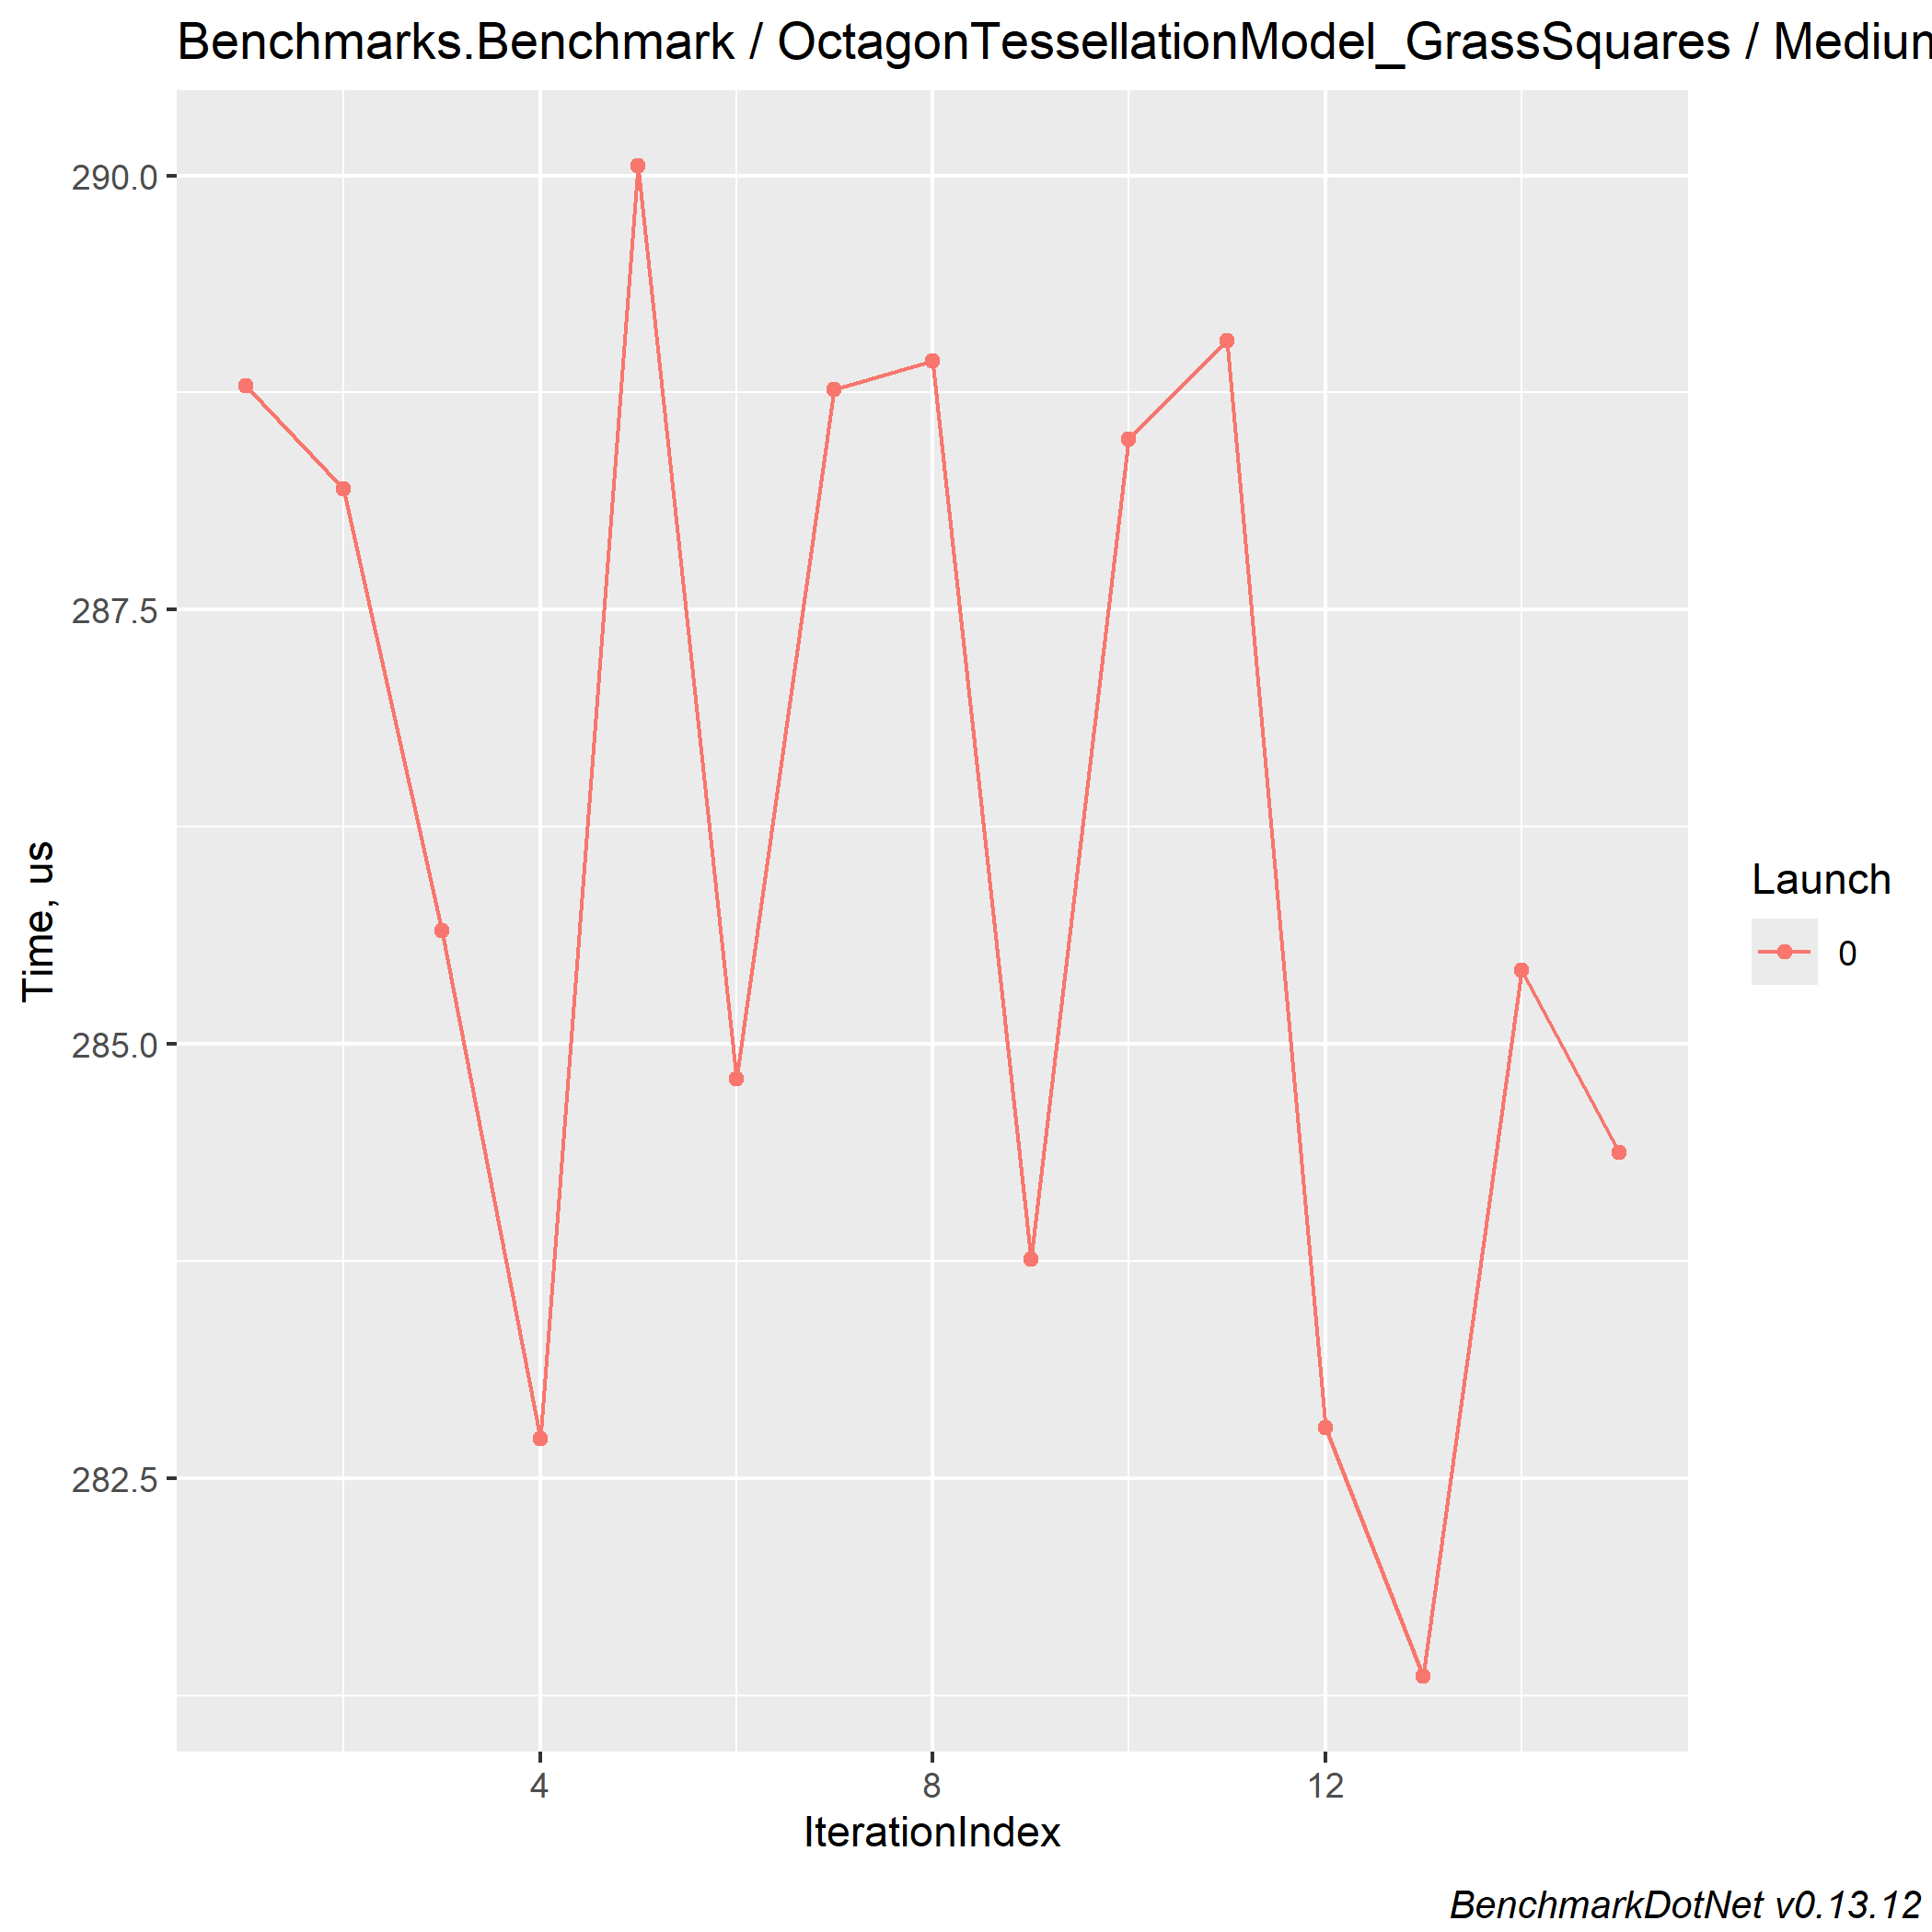 Benchmarks.Benchmark / OctagonTessellationModel_GrassSquares /
290.0
287.5
285.0
282.5
Time, us
4
8
12
IterationIndex
Launch
0
BenchmarkDotNet v0.13.12